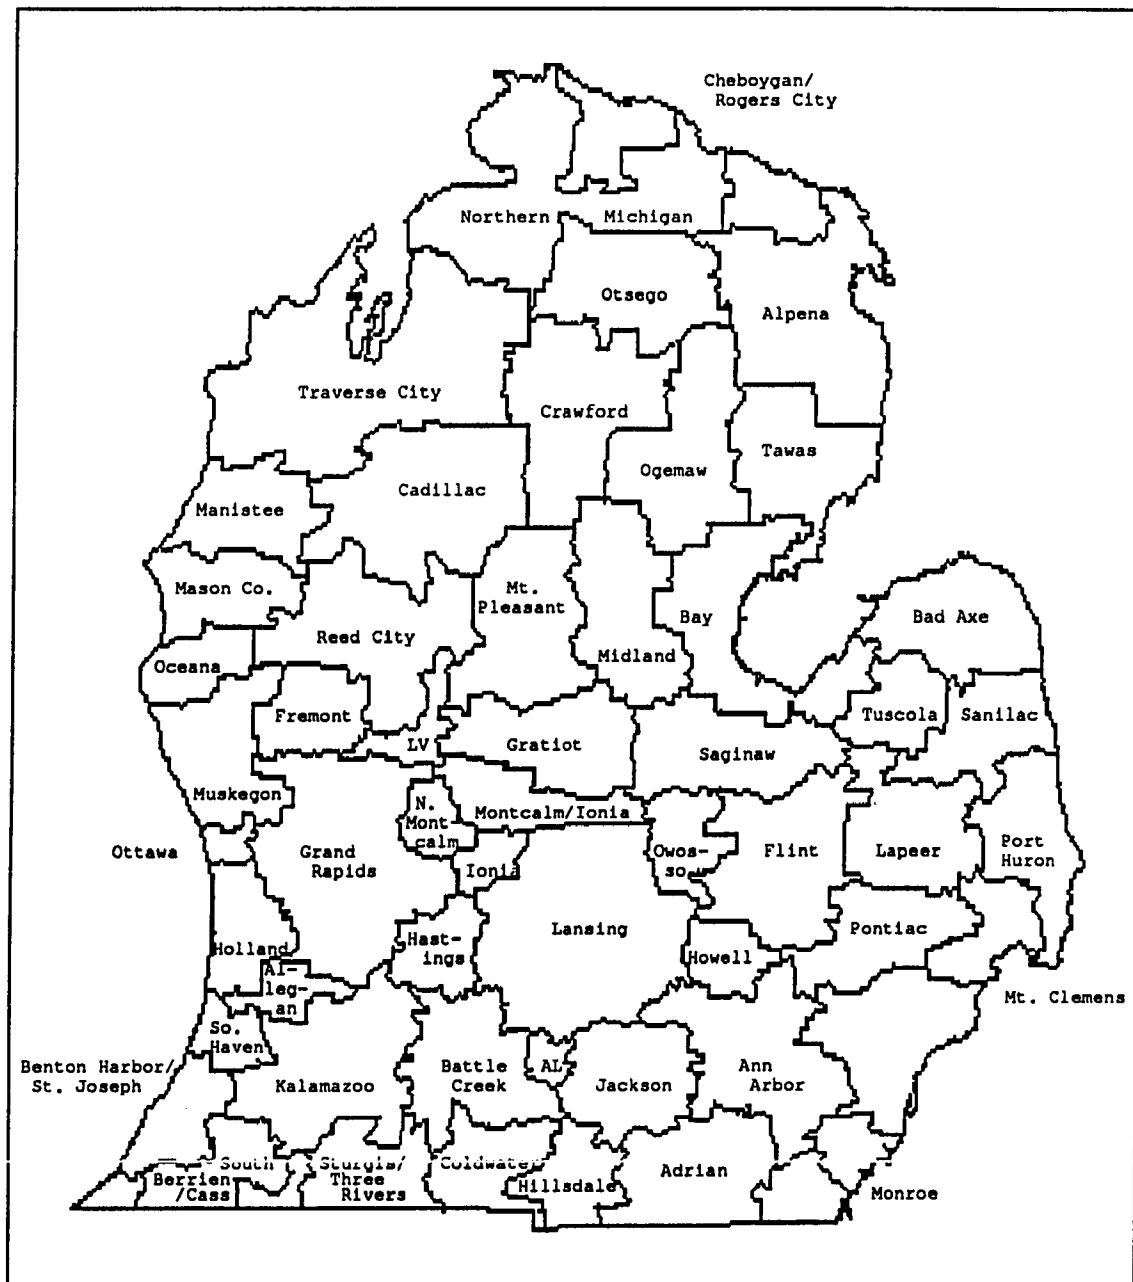 Cheboygan/
Rogers City
Northern Michigan
Otsego
Alpena
Traverse City
Crawford
Tawas
Ogemaw
Cadillac
Manistee
Mason Co.
Mt.
Pleasant
Bay
Bad Axe
Reed City
Midland
Oceana
Fremont
Tuscola
Sanilac
LV
Gratiot
Saginaw
Muskegon
N.
Mont-
calm
Montcalm/Ionia
Ottawa
Grand
Rapids
Ionia
Owos-
so
Flint
Lapeer
Port
Huron
Holland
Hast-
ings
Lansing
Howell
Pontiac
Al-
leg-
an
Mt. Clemens
So.
Haven
Benton Harbor/
St. Joseph
Kalamazoo
Battle
Creek
AL
Jackson
Ann
Arbor
South
Berrien
/Cass
Sturgis/
Three
Rivers
Coldwater
Hillsdale
Adrian
Monroe